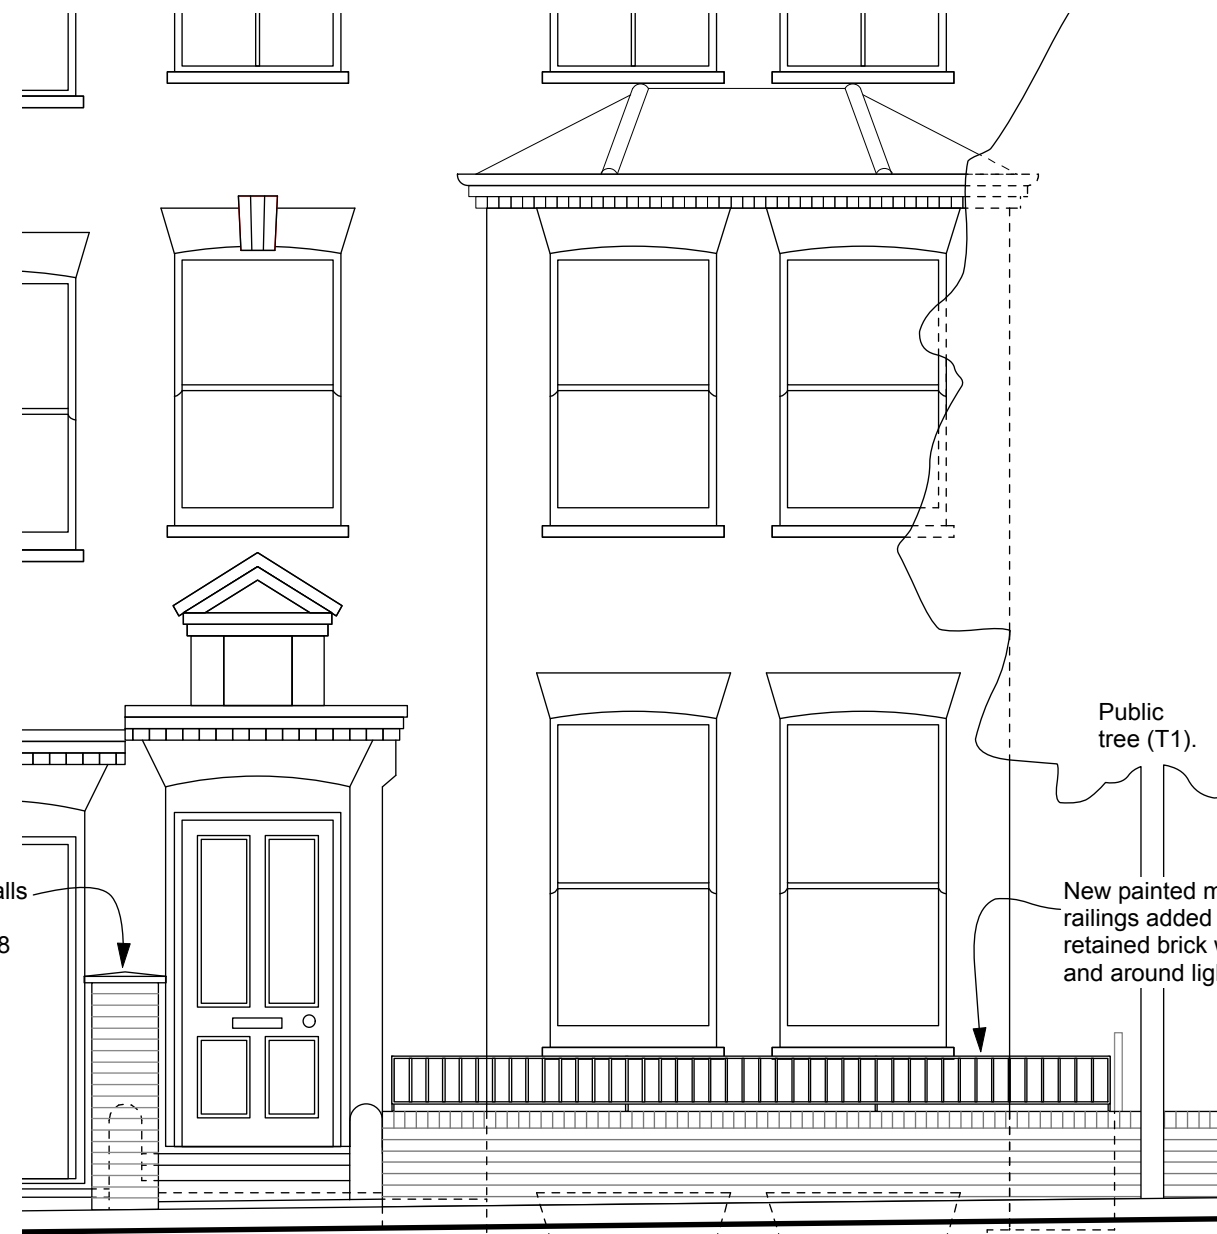 Public
tree (T1).
alls
8
New painted m
railings added
retained brick w
and around lig